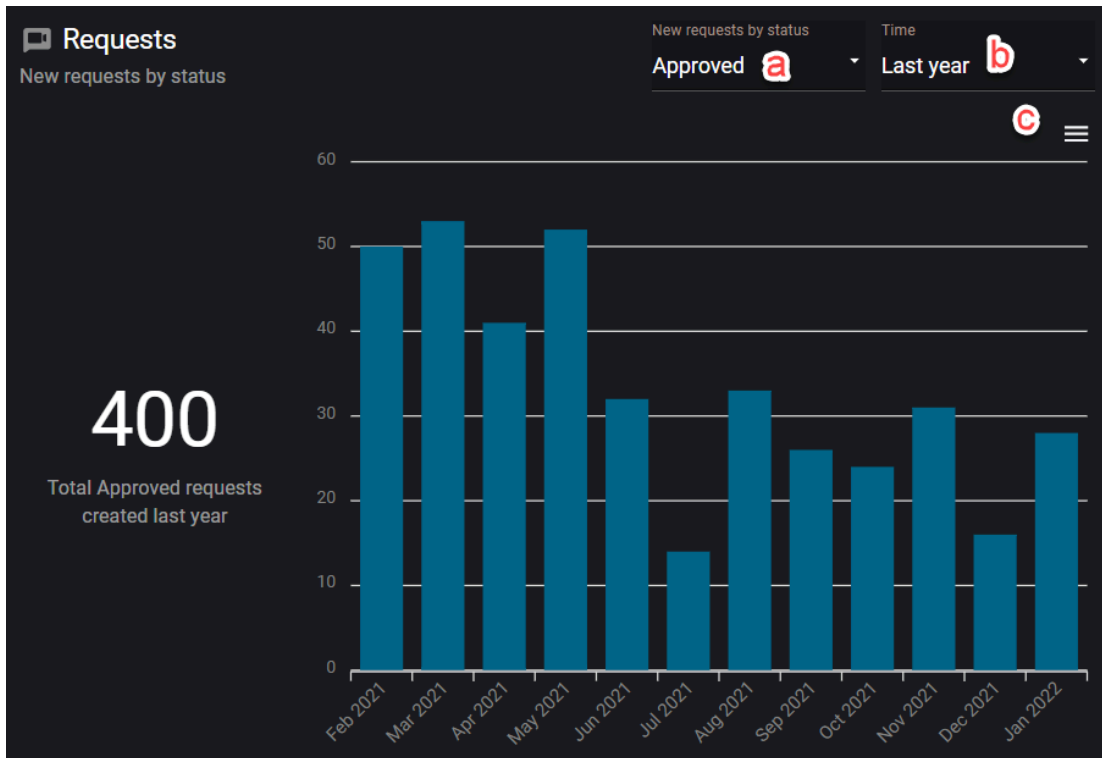 Requests
New requests by status
New requests by status
Approved
a
Time
Last year
b
c
60
50
40
30
20
10
0
400
Total Approved requests
created last year
Feb 2021
Mar 2021
Apr 2021
May 2021
Jun 2021
Jul 2021
Aug 2021
Sep 2021
Oct 2021
Nov 2021
Dec 2021
Jan 2022